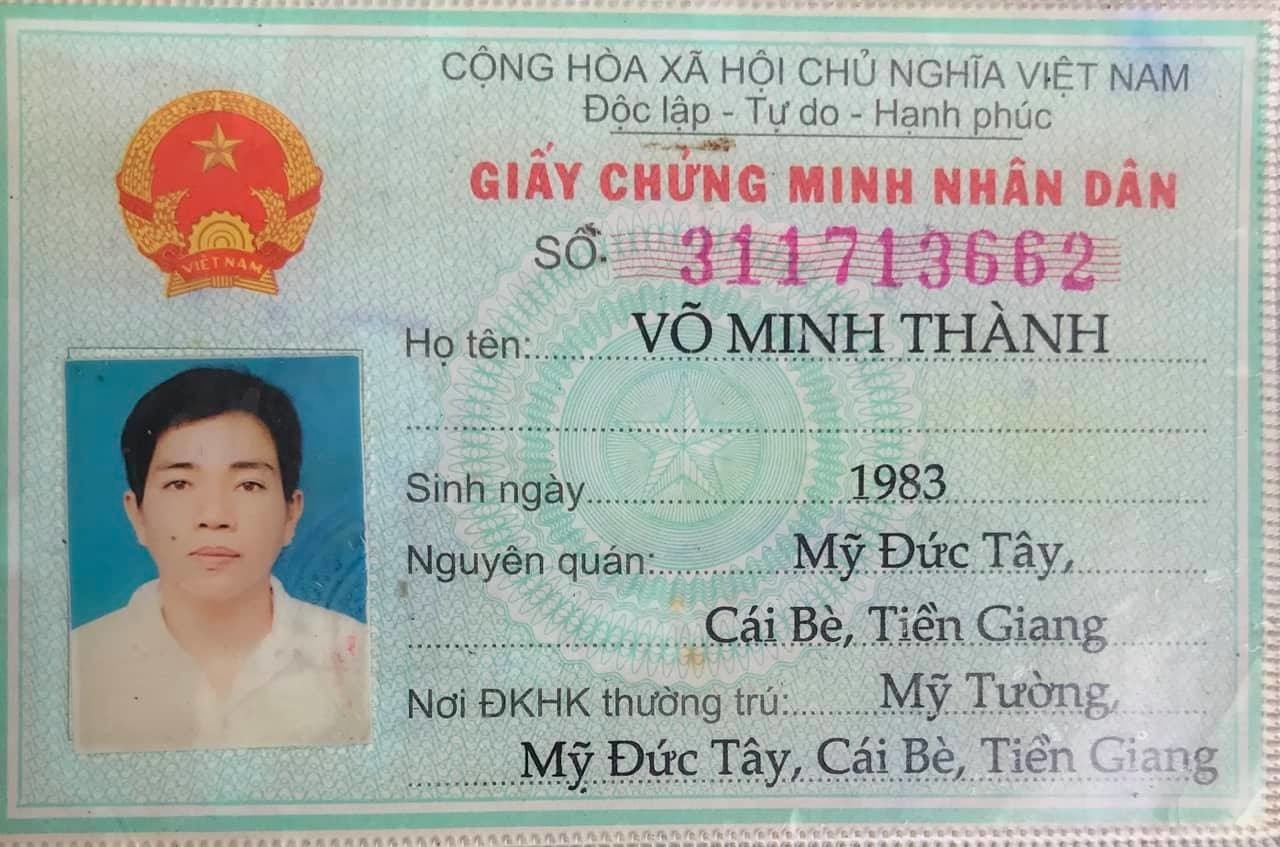 CỘNG HÒA XÃ HỘI CHỦ NGHĨA VIỆT NAM
Độc lập - Tự do - Hạnh phúc
GIẤY CHỨNG MINH NHÂN DÂN
SỐ 311713662
VIỆT NAM
Họ tên: VÕ MINH THÀNH
Sinh ngày 1983
Nguyên quán: Mỹ Đức Tây,
Cái Bè, Tiền Giang
Nơi ĐKHK thường trú: Mỹ Tường,
Mỹ Đức Tây, Cái Bè, Tiền Giang